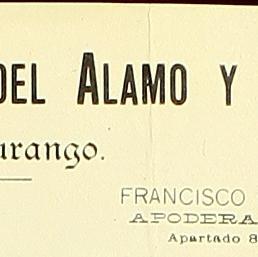 DEL ALAMO Y
urango.
FRANCISCO
APODERA
Apartado 8